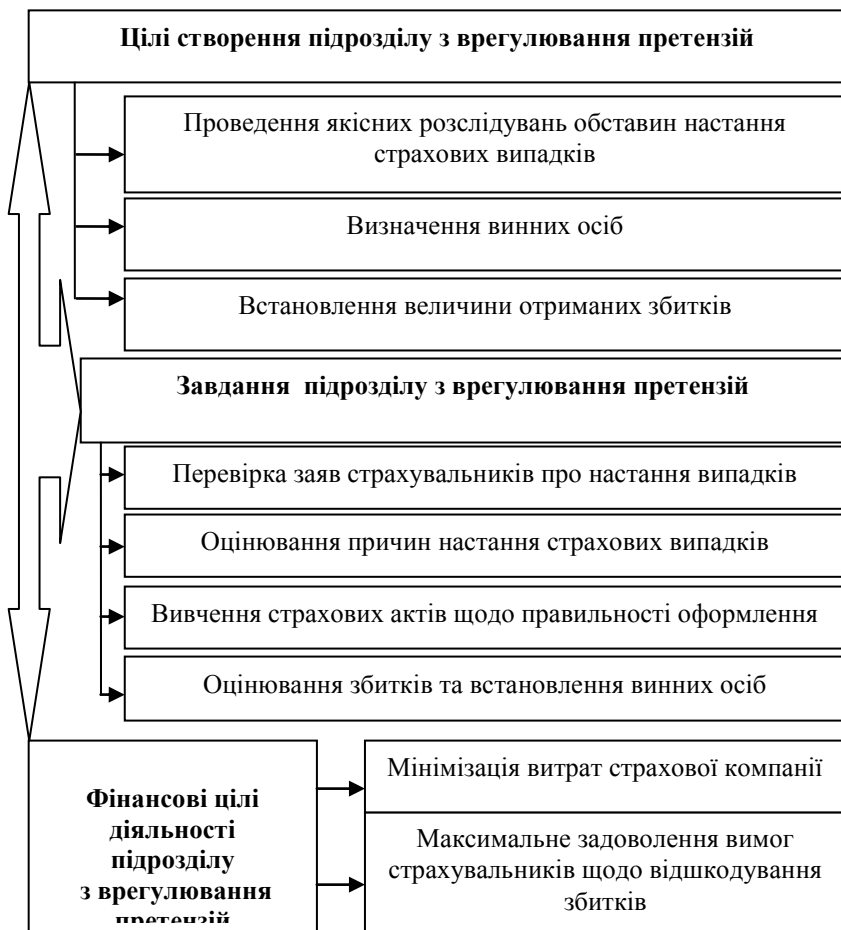 Цілі створення підрозділу з врегулювання претензій
Проведення якісних розслідувань обставин настання
страхових випадків
Визначення винних осіб
Встановлення величини отриманих збитків
Завдання підрозділу з врегулювання претензій
Перевірка заяв страхувальників про настання випадків
Оцінювання причин настання страхових випадків
Вивчення страхових актів щодо правильності оформлення
Оцінювання збитків та встановлення винних осіб
Фінансові цілі
діяльності
підрозділу
з врегулювання
претензій
Мінімізація витрат страхової компанії
Максимальне задоволення вимог
страхувальників щодо відшкодування
збитків